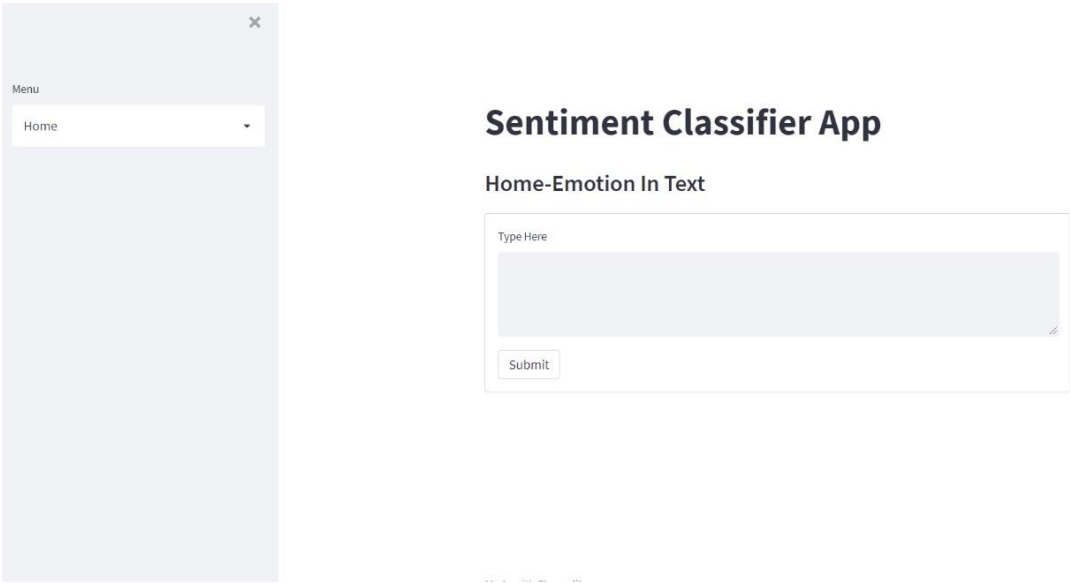 Menu
Home
Sentiment Classifier App
Home-Emotion In Text
Type Here
Submit